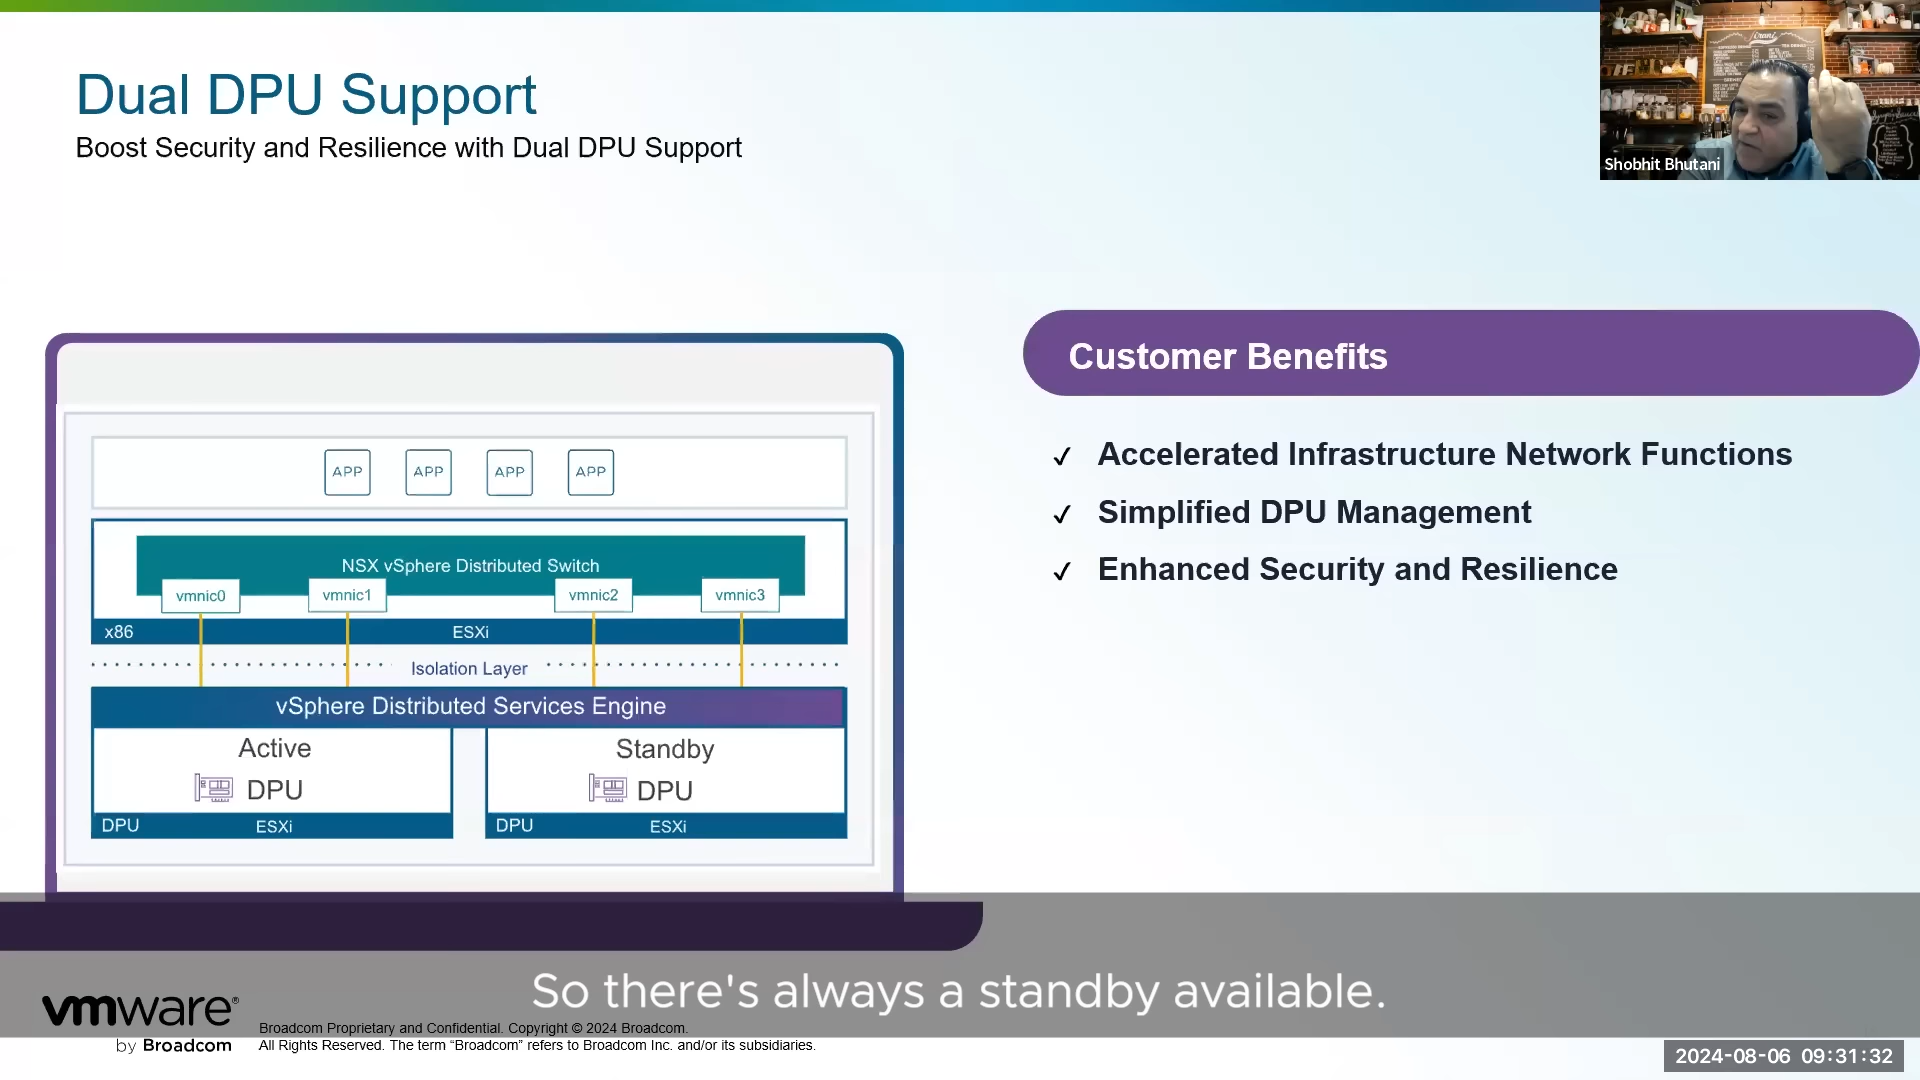 Dual DPU Support
Boost Security and Resilience with Dual DPU Support
Shobhit Bhutani
Customer Benefits
✓ Accelerated Infrastructure Network Functions
✓ Simplified DPU Management
✓ Enhanced Security and Resilience
APP APP APP APP
NSX vSphere Distributed Switch
vmnic0 vmnic1 vmnic2 vmnic3
x86 ESXi
Isolation Layer
vSphere Distributed Services Engine
Active Standby
DPU DPU
DPU ESXi DPU ESXi
So there's always a standby available.
vmware®
by Broadcom
Broadcom Proprietary and Confidential. Copyright © 2024 Broadcom.
All Rights Reserved. The term “Broadcom” refers to Broadcom Inc. and/or its subsidiaries.
2024-08-06 09:31:32